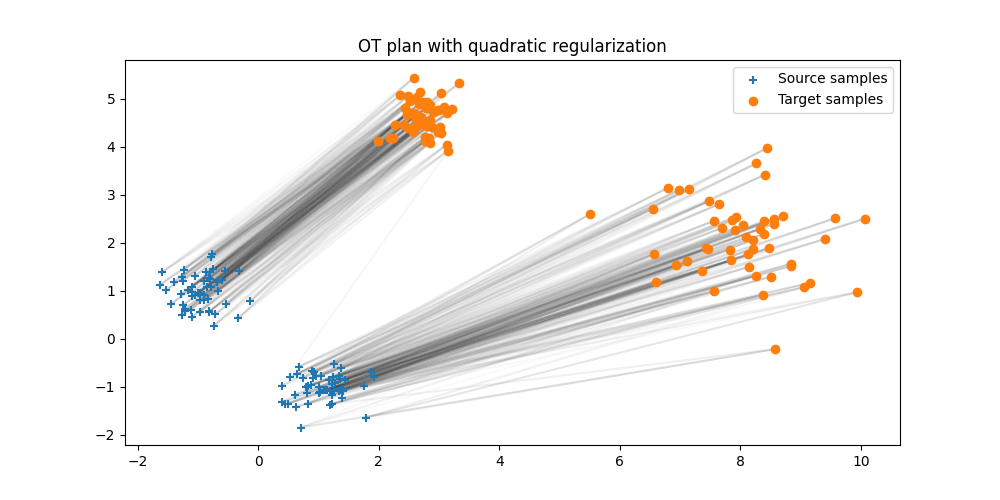 OT plan with quadratic regularization
Source samples
Target samples
5
4
3
2
1
0
−1
−2
−2 0 2 4 6 8 10